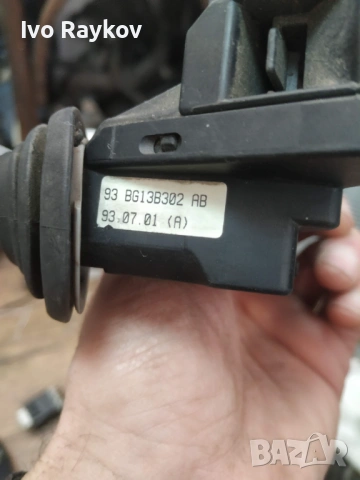 Ivo Raykov
93 BG13B302 AB
93.07.01 (A)
BAZAR